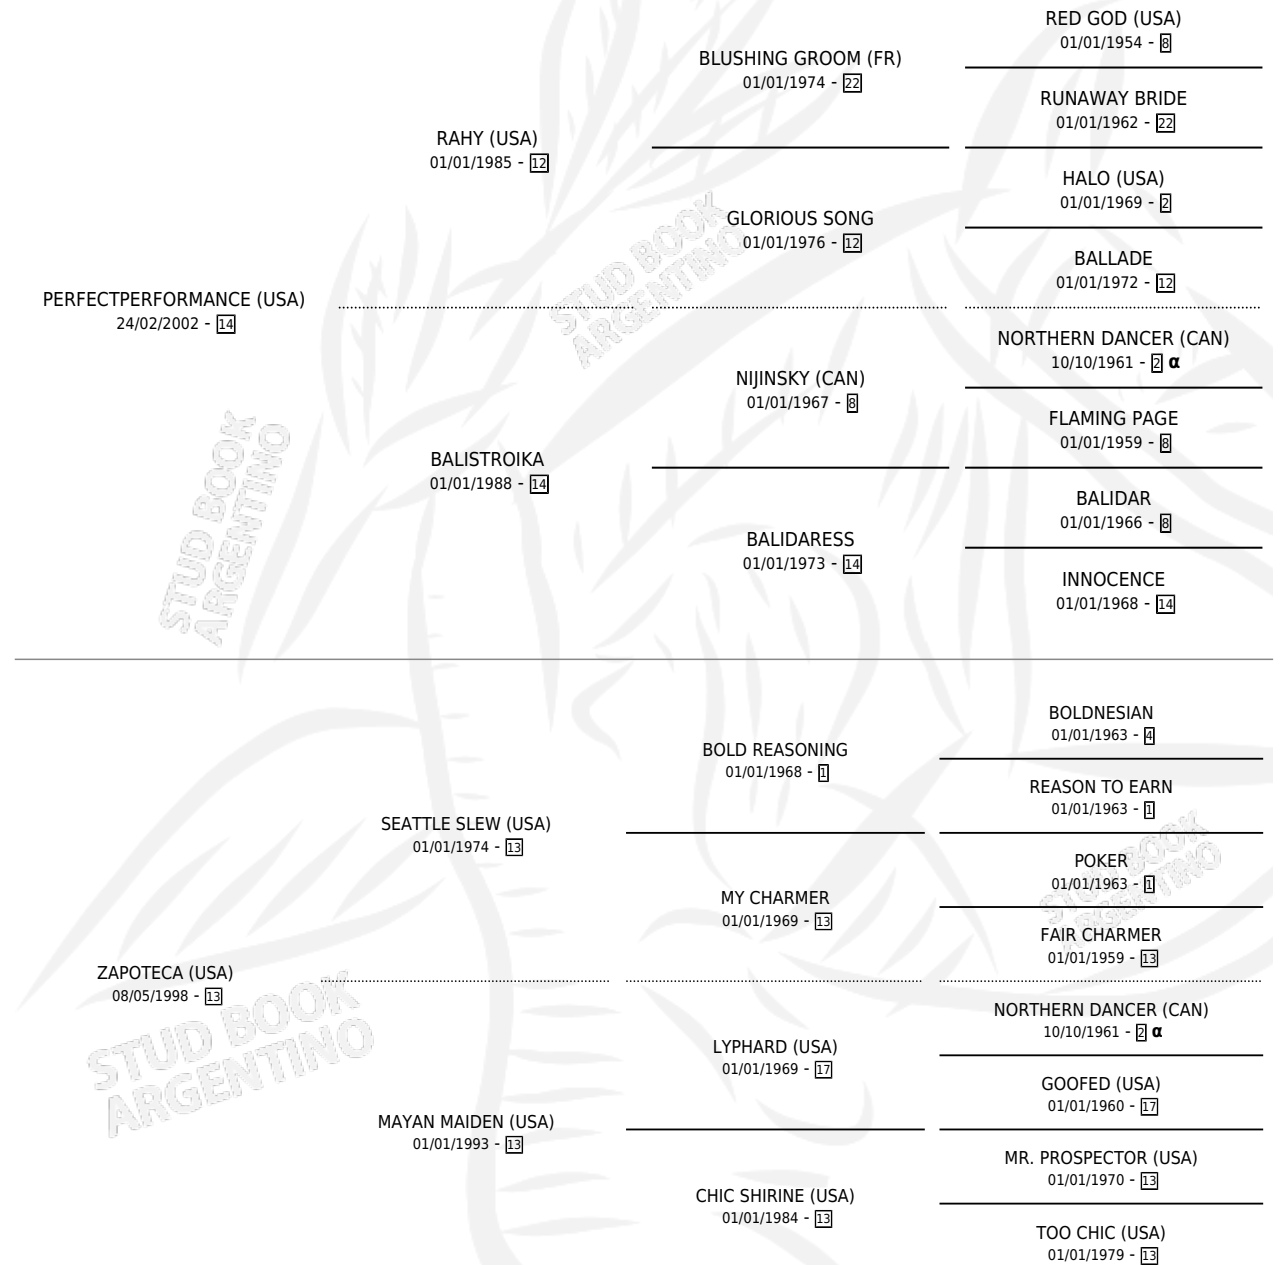 RED GOD (USA)
01/01/1954 - 8
BLUSHING GROOM (FR)
01/01/1974 - 22
RUNAWAY BRIDE
01/01/1962 - 22
RAHY (USA)
01/01/1985 - 12
HALO (USA)
01/01/1969 - 2
GLORIOUS SONG
01/01/1976 - 12
BALLADE
01/01/1972 - 12
PERFECTPERFORMANCE (USA)
24/02/2002 - 14
NORTHERN DANCER (CAN)
10/10/1961 - 2 α
NIJINSKY (CAN)
01/01/1967 - 8
FLAMING PAGE
01/01/1959 - 8
BALISTROIKA
01/01/1988 - 14
BALIDAR
01/01/1966 - 8
BALIDARESS
01/01/1973 - 14
INNOCENCE
01/01/1968 - 14
BOLDNESIAN
01/01/1963 - 4
BOLD REASONING
01/01/1968 - 1
REASON TO EARN
01/01/1963 - 1
SEATTLE SLEW (USA)
01/01/1974 - 13
POKER
01/01/1963 - 1
MY CHARMER
01/01/1969 - 13
FAIR CHARMER
01/01/1959 - 13
ZAPOTECA (USA)
08/05/1998 - 13
NORTHERN DANCER (CAN)
10/10/1961 - 2 α
LYPHARD (USA)
01/01/1969 - 17
GOOFED (USA)
01/01/1960 - 17
MAYAN MAIDEN (USA)
01/01/1993 - 13
MR. PROSPECTOR (USA)
01/01/1970 - 13
CHIC SHIRINE (USA)
01/01/1984 - 13
TOO CHIC (USA)
01/01/1979 - 13
STUD BOOK
ARGENTINO
STUD BOOK
ARGENTINO
STUD BOOK
ARGENTINO
STUD BOOK
ARGENTINO